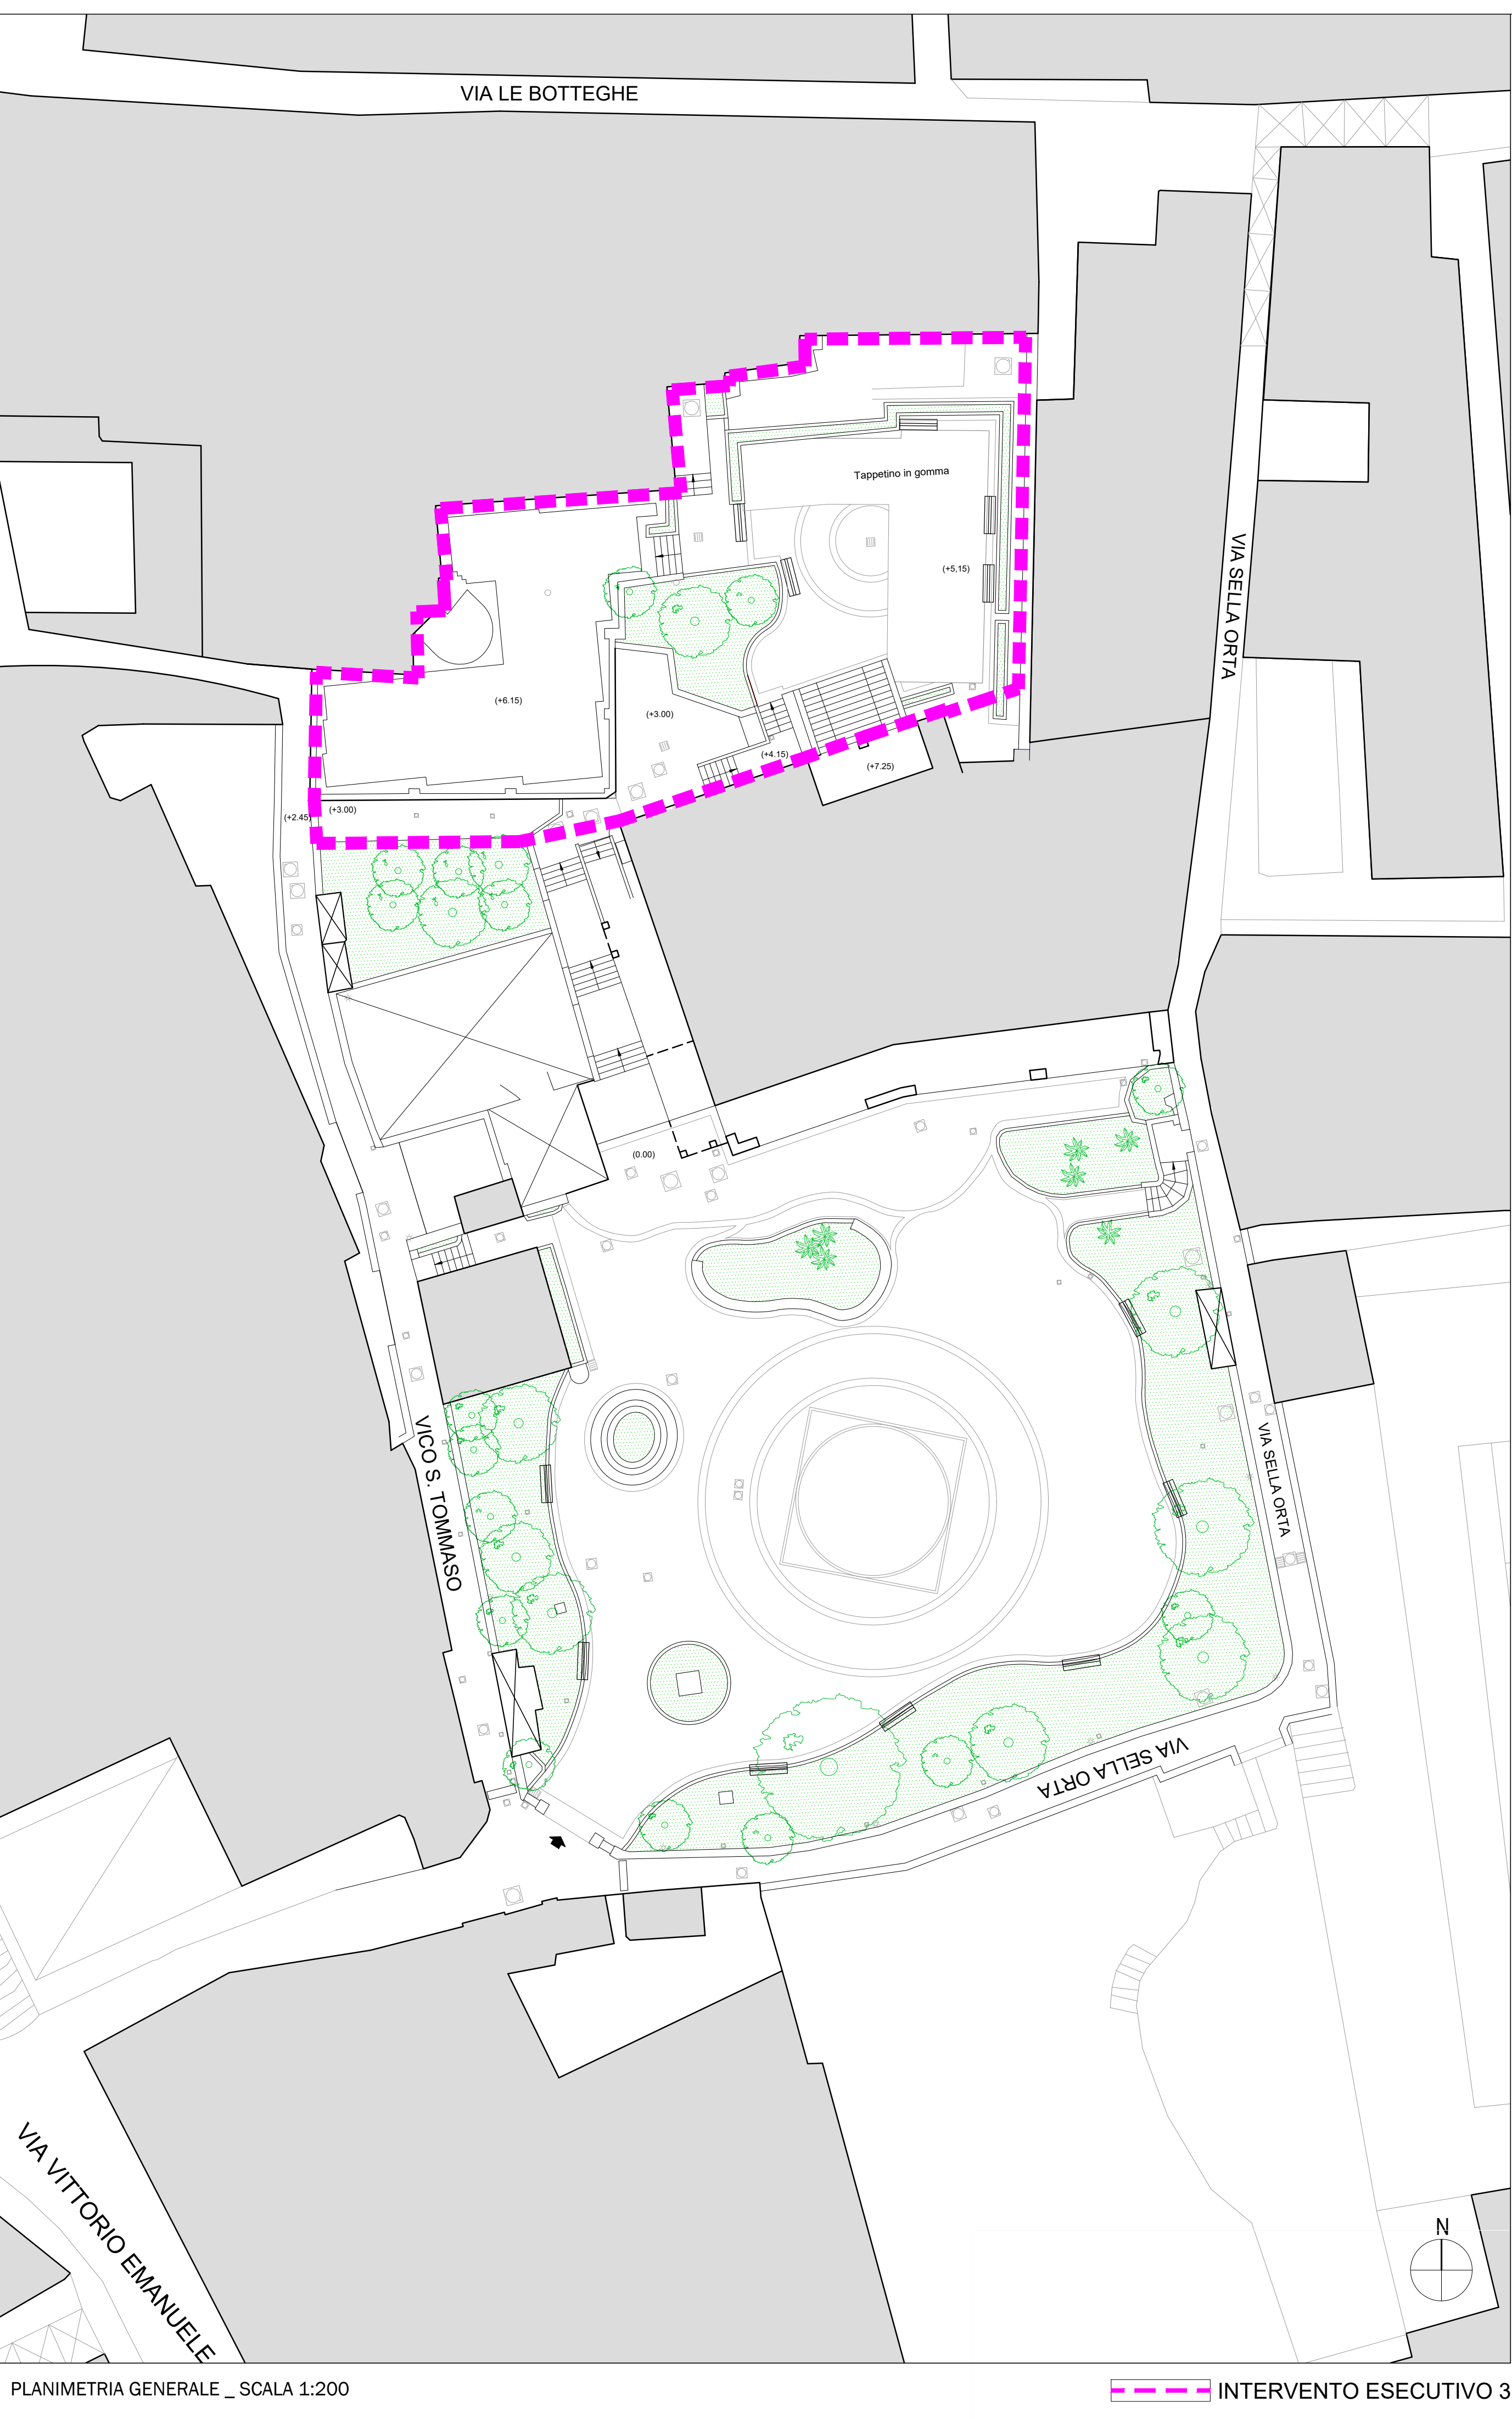 VIA LE BOTTEGHE
Tappetino in gomma
VIA SELLA ORTA
(+5,15)
(+6.15)
(+3.00)
(+4.15)
(+7.25)
(+3.00)
(+2.45)
(0.00)
VICO S. TOMMASO
VIA SELLA ORTA
VIA SELLA ORTA
VIA VITTORIO EMANUELE
N
PLANIMETRIA GENERALE _ SCALA 1:200
INTERVENTO ESECUTIVO 3